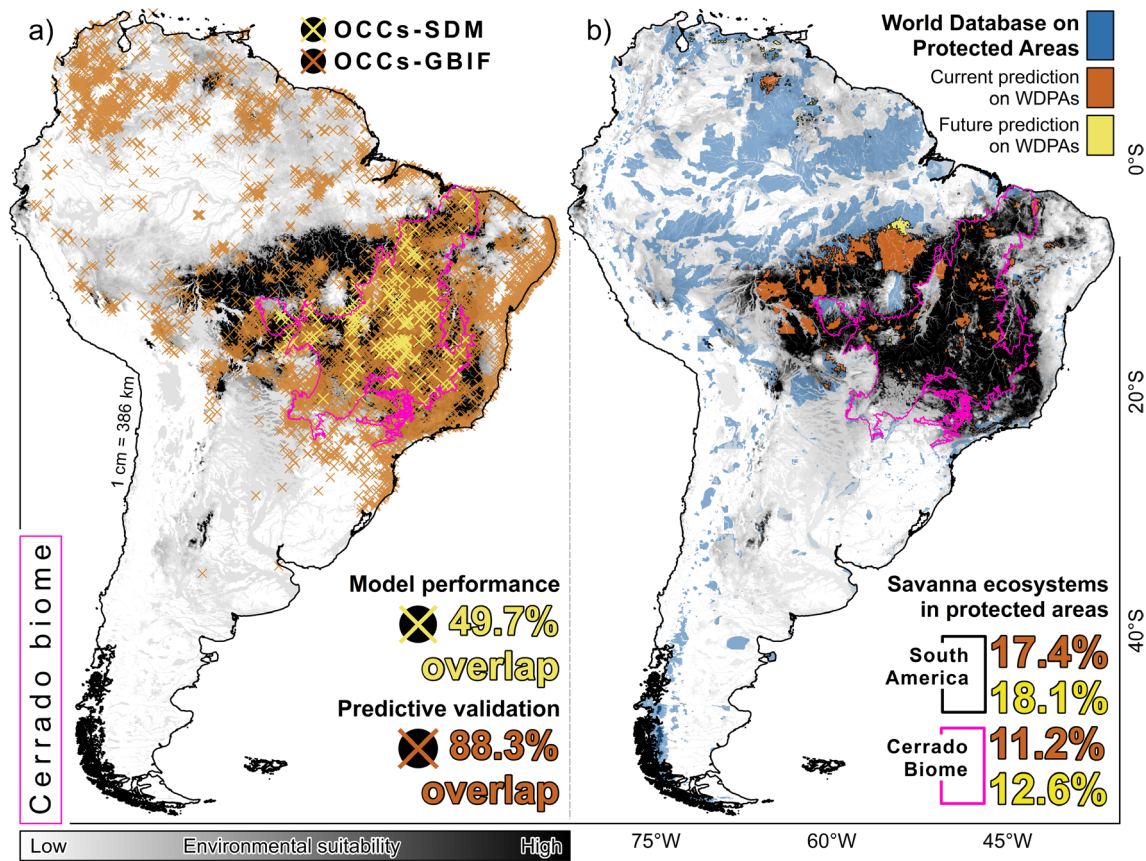 a)
OCCs-SDM
OCCs-GBIF
1 cm = 386 km
Cerrado biome
Model performance
49.7%
overlap
Predictive validation
88.3%
overlap
Low
Environmental suitability
High
b)
World Database on
Protected Areas
Current prediction
on WDPAs
Future prediction
on WDPAs
0°S
20°S
40°S
Savanna ecosystems
in protected areas
South
America
17.4%
18.1%
Cerrado
Biome
11.2%
12.6%
75°W
60°W
45°W